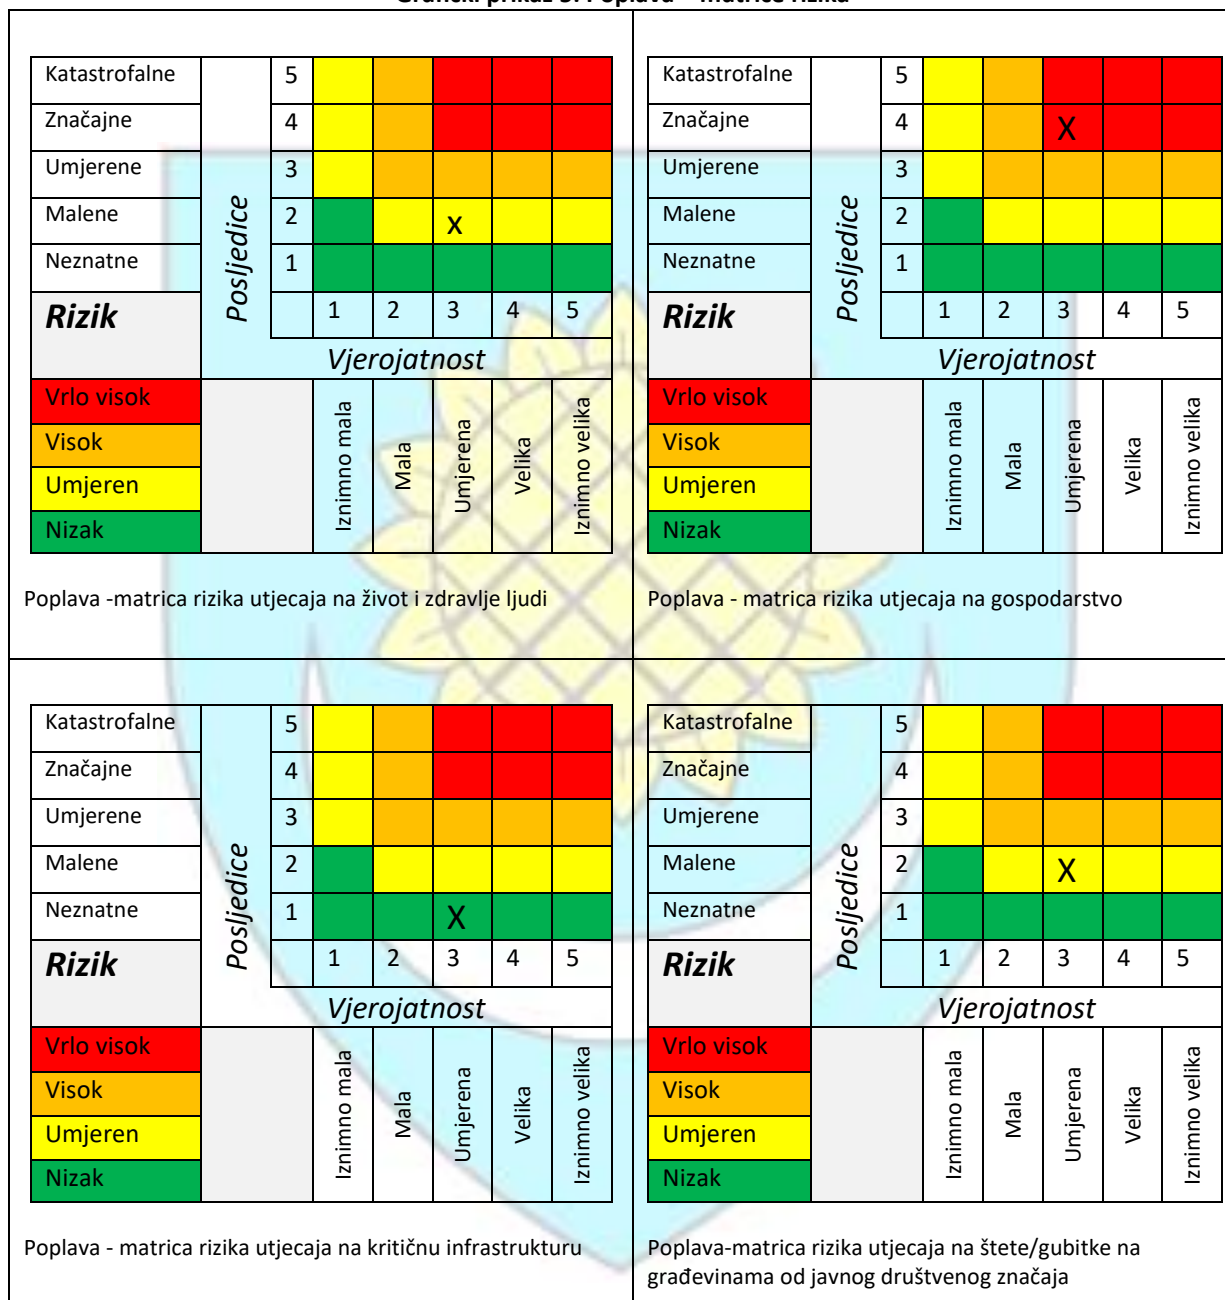 Katastrofalne 5
Značajne 4
Umjerene 3
Malene 2 x
Neznatne 1
Posljedice
Rizik 1 2 3 4 5
Vjerojatnost
Vrlo visok
Visok
Umjeren
Nizak
Iznimno mala
Mala
Umjerena
Velika
Iznimno velika
Poplava -matrica rizika utjecaja na život i zdravlje ljudi
Katastrofalne 5
Značajne 4 X
Umjerene 3
Malene 2
Neznatne 1
Posljedice
Rizik 1 2 3 4 5
Vjerojatnost
Vrlo visok
Visok
Umjeren
Nizak
Iznimno mala
Mala
Umjerena
Velika
Iznimno velika
Poplava - matrica rizika utjecaja na gospodarstvo
Katastrofalne 5
Značajne 4
Umjerene 3
Malene 2
Neznatne 1 X
Posljedice
Rizik 1 2 3 4 5
Vjerojatnost
Vrlo visok
Visok
Umjeren
Nizak
Iznimno mala
Mala
Umjerena
Velika
Iznimno velika
Poplava - matrica rizika utjecaja na kritičnu infrastrukturu
Katastrofalne 5
Značajne 4
Umjerene 3
Malene 2 X
Neznatne 1
Posljedice
Rizik 1 2 3 4 5
Vjerojatnost
Vrlo visok
Visok
Umjeren
Nizak
Iznimno mala
Mala
Umjerena
Velika
Iznimno velika
Poplava-matrica rizika utjecaja na štete/gubitke na
građevinama od javnog društvenog značaja